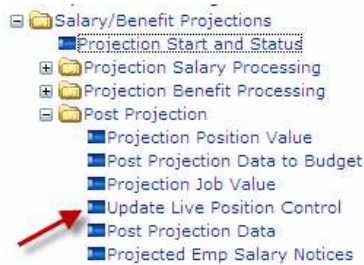 Salary/Benefit Projections
Projection Start and Status
Projection Salary Processing
Projection Benefit Processing
Post Projection
Projection Position Value
Post Projection Data to Budget
Projection Job Value
Update Live Position Control
Post Projection Data
Projected Emp Salary Notices